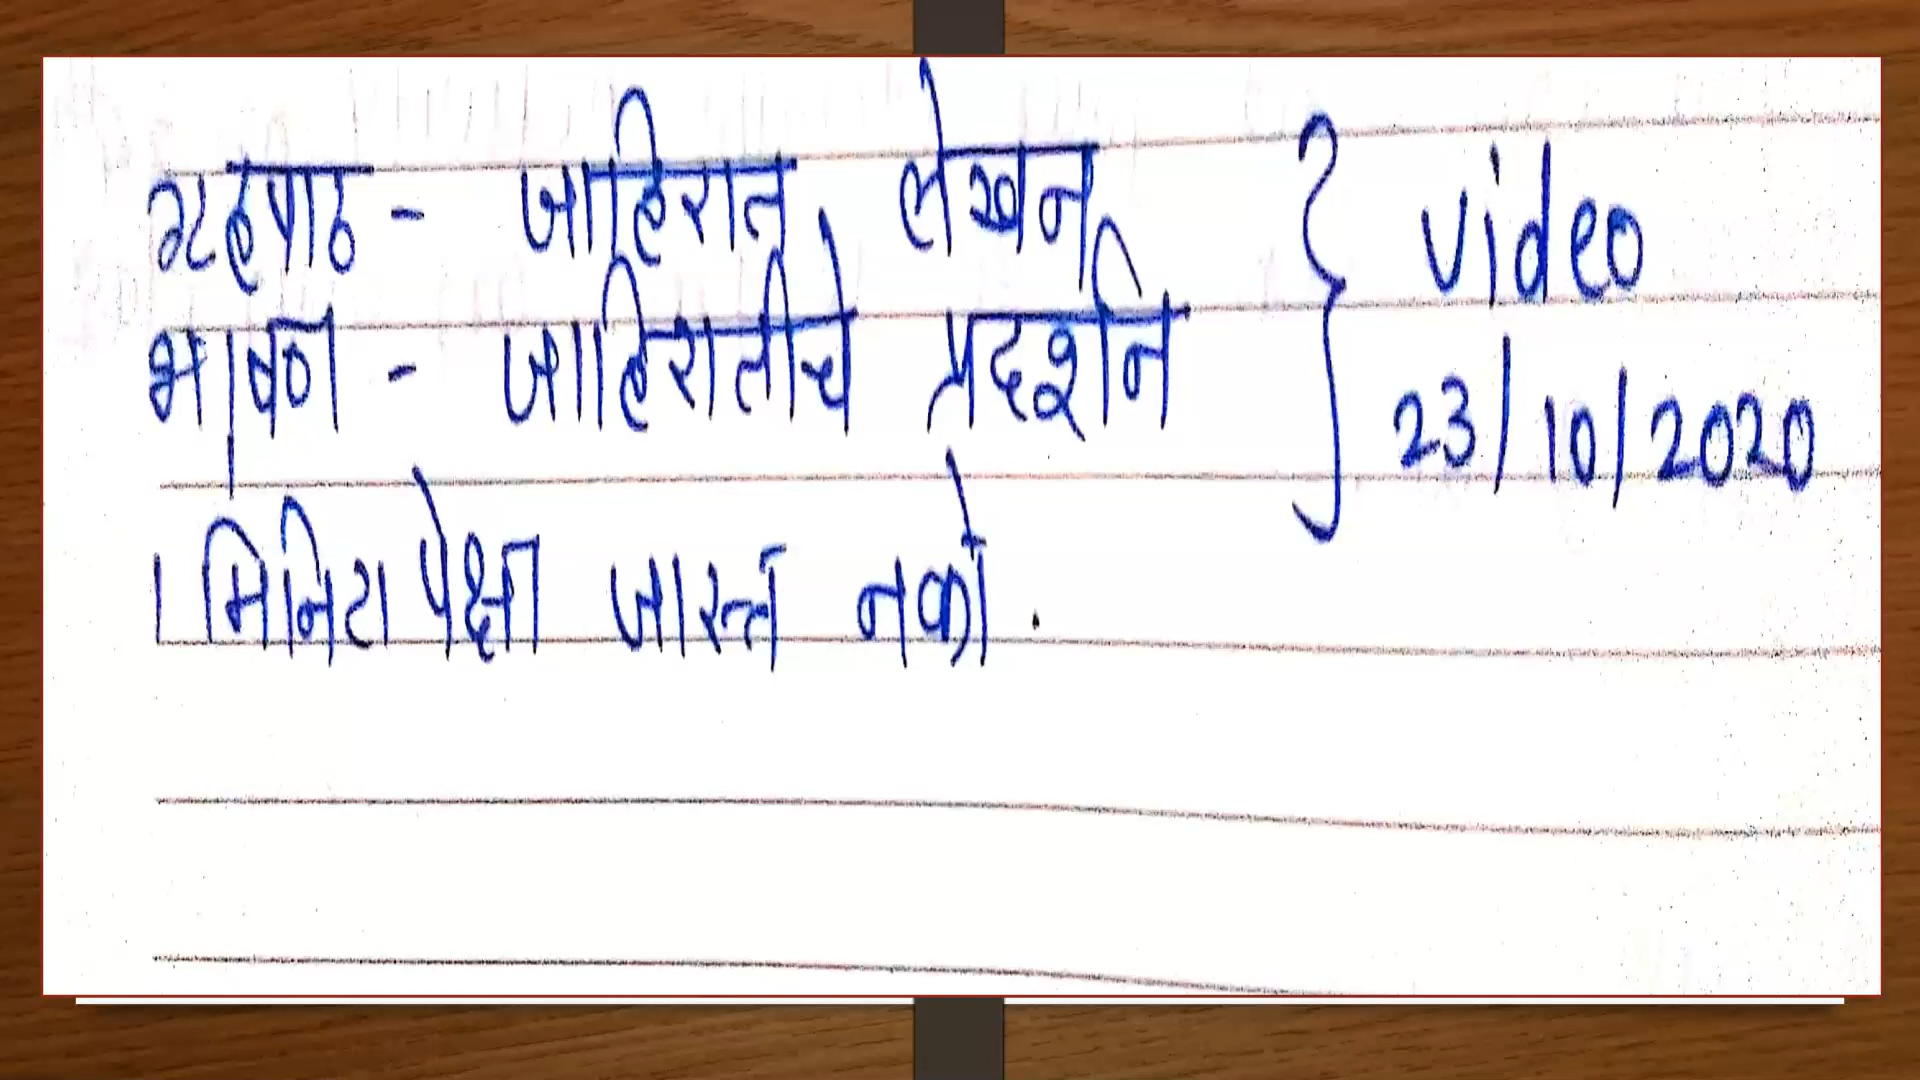 गृहपाठ - जाहिरात लेखन } video
भाषण - जाहिरातीचे प्रदर्शन 23/10/2020
1 मिनिटापेक्षा जास्त नको.